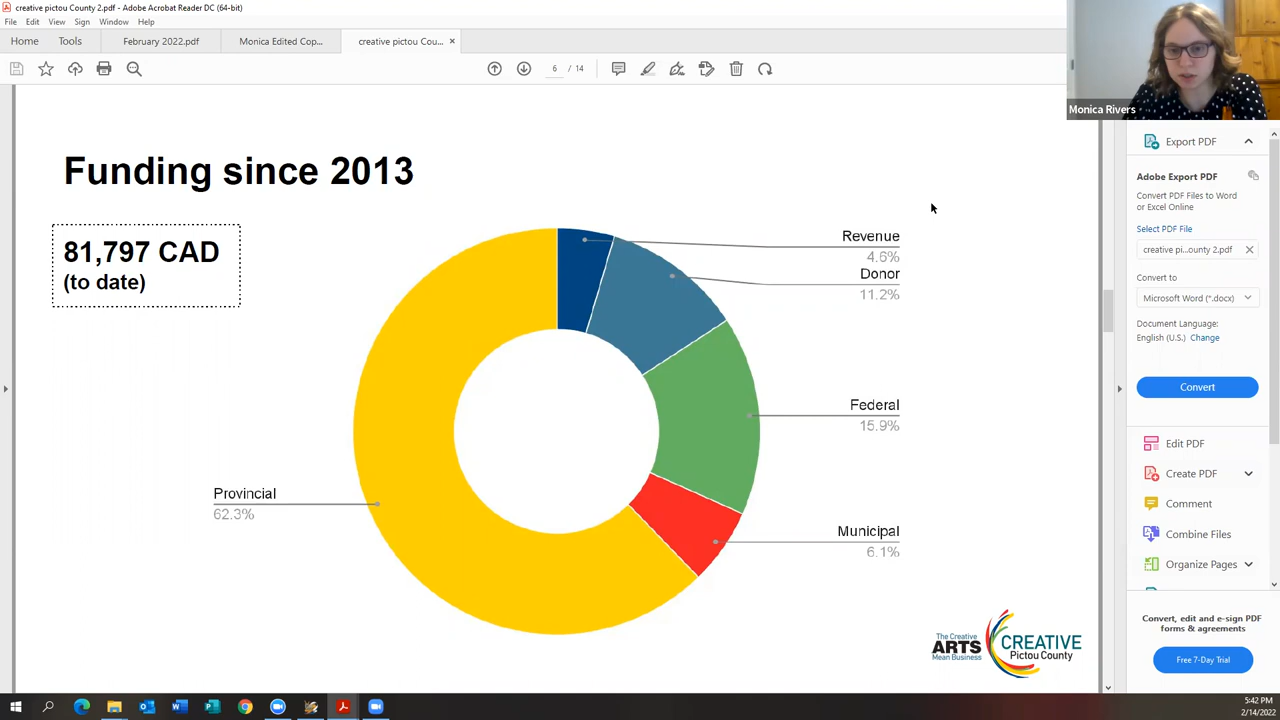 creative pictou County 2.pdf - Adobe Acrobat Reader DC (64-bit)
File Edit View Sign Window Help
Home Tools February 2022.pdf Monica Edited Cop... creative pictou Cou... ×
6 / 14
Monica Rivers
Funding since 2013
81,797 CAD
(to date)
Revenue
4.6%
Donor
11.2%
Federal
15.9%
Municipal
6.1%
Provincial
62.3%
The Creative
ARTS
Mean Business
CREATIVE
Pictou County
Export PDF
Adobe Export PDF
Convert PDF Files to Word
or Excel Online
Select PDF File
creative pi...ounty 2.pdf
Convert to
Microsoft Word (*.docx)
Document Language:
English (U.S.) Change
Convert
Edit PDF
Create PDF
Comment
Combine Files
Organize Pages
Convert, edit and e-sign PDF
forms & agreements
Free 7-Day Trial
5:42 PM
2/14/2022